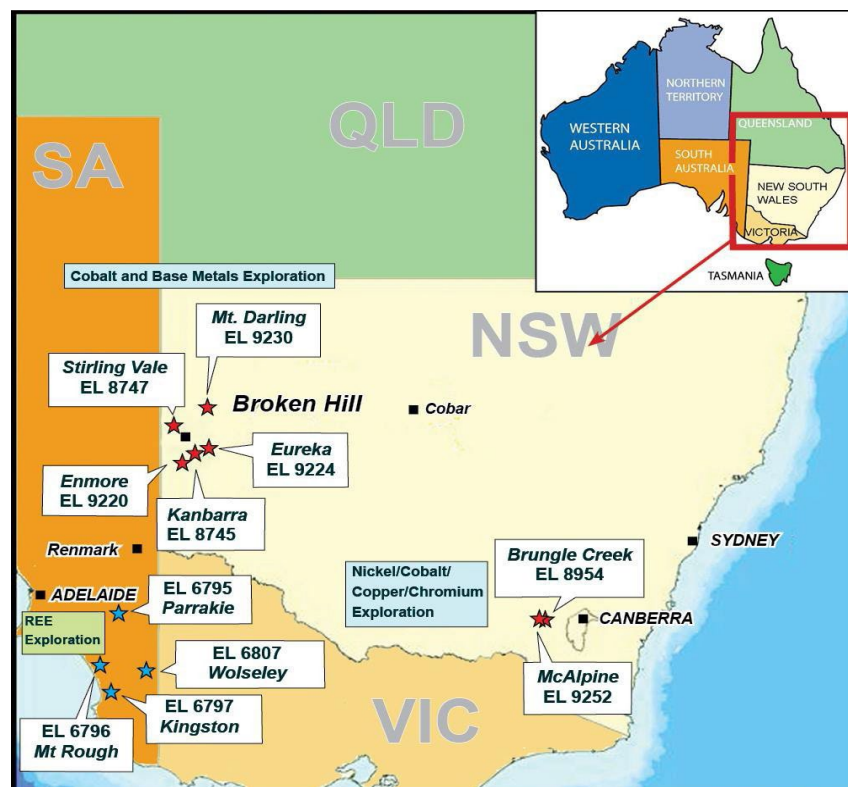 QLD
SA
NSW
VIC
NORTHERN
TERRITORY
WESTERN
AUSTRALIA
QUEENSLAND
SOUTH
AUSTRALIA
NEW SOUTH
WALES
VICTORIA
TASMANIA
Cobalt and Base Metals Exploration
Mt. Darling
EL 9230
Stirling Vale
EL 8747
Broken Hill
Cobar
Eureka
EL 9224
Enmore
EL 9220
Kanbarra
EL 8745
Renmark
ADELAIDE
EL 6795
Parrakie
REE
Exploration
EL 6807
Wolseley
EL 6797
Kingston
EL 6796
Mt Rough
Nickel/Cobalt/
Copper/Chromium
Exploration
Brungle Creek
EL 8954
SYDNEY
CANBERRA
McAlpine
EL 9252